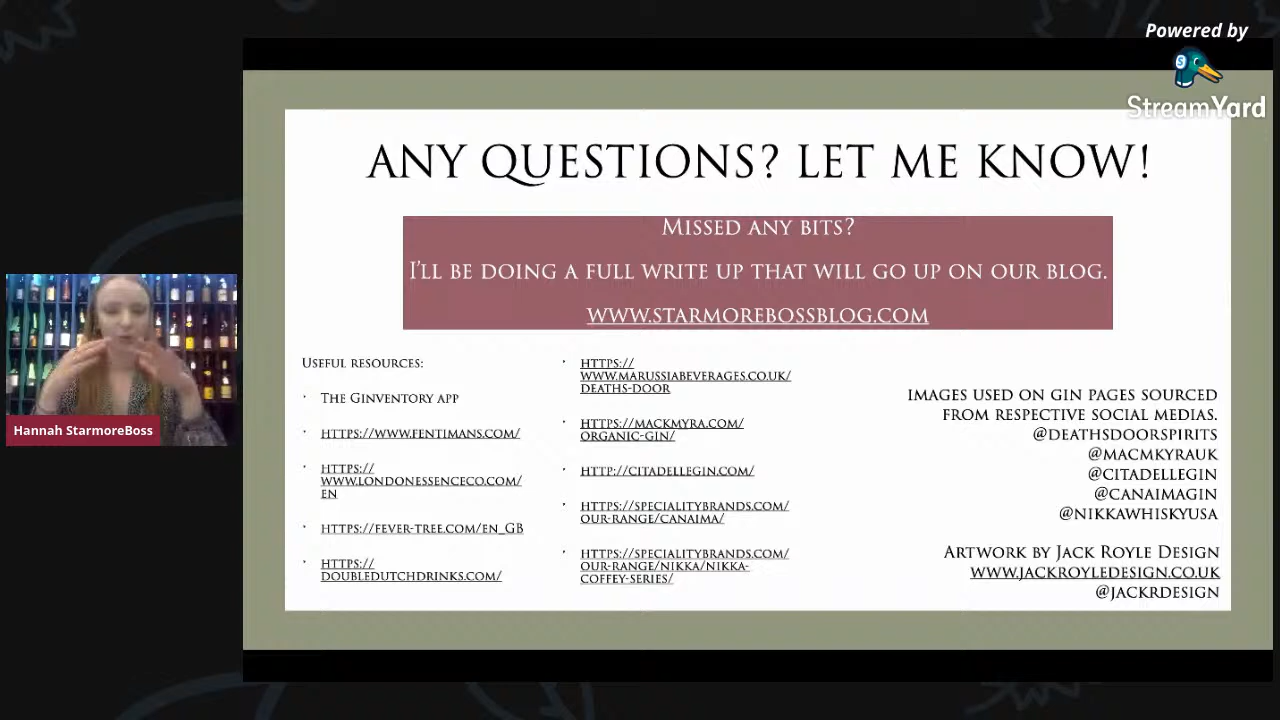 Powered by
StreamYard
ANY QUESTIONS? LET ME KNOW!
MISSED ANY BITS?
I'LL BE DOING A FULL WRITE UP THAT WILL GO UP ON OUR BLOG.
WWW.STARMOREBOSSBLOG.COM
USEFUL RESOURCES:
· THE GINVENTORY APP
· HTTPS://WWW.FENTIMANS.COM/
· HTTPS://
WWW.LONDONESSENCECO.COM/
EN
· HTTPS://FEVER-TREE.COM/EN_GB
· HTTPS://
DOUBLEDUTCHDRINKS.COM/
· HTTPS://
WWW.MARUSSIABEVERAGES.CO.UK/
DEATHS-DOOR
· HTTPS://MACKMYRA.COM/
ORGANIC-GIN/
· HTTP://CITADELLEGIN.COM/
· HTTPS://SPECIALITYBRANDS.COM/
OUR-RANGE/CANAIMA/
· HTTPS://SPECIALITYBRANDS.COM/
OUR-RANGE/NIKKA/NIKKA-
COFFEY-SERIES/
IMAGES USED ON GIN PAGES SOURCED
FROM RESPECTIVE SOCIAL MEDIAS.
@DEATHSDOORSPIRITS
@MACMKYRAUK
@CITADELLEGIN
@CANAIMAGIN
@NIKKAWHISKYUSA
ARTWORK BY JACK ROYLE DESIGN
WWW.JACKROYLEDESIGN.CO.UK
@JACKRDESIGN
Hannah StarmoreBoss